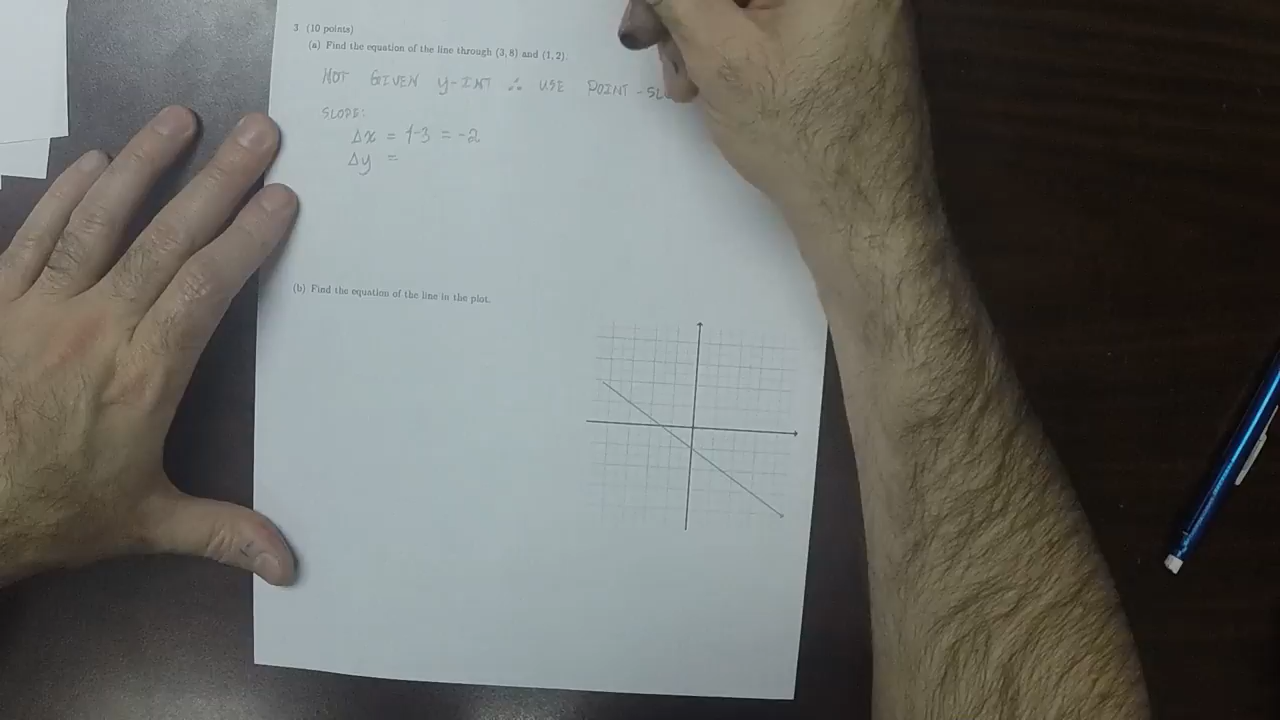 3. (10 points)
(a) Find the equation of the line through (3, 8) and (1, 2).
NOT GIVEN y-INT ∴ USE POINT-
SLOPE:
Δx = 1-3 = -2
Δy =
(b) Find the equation of the line in the plot.